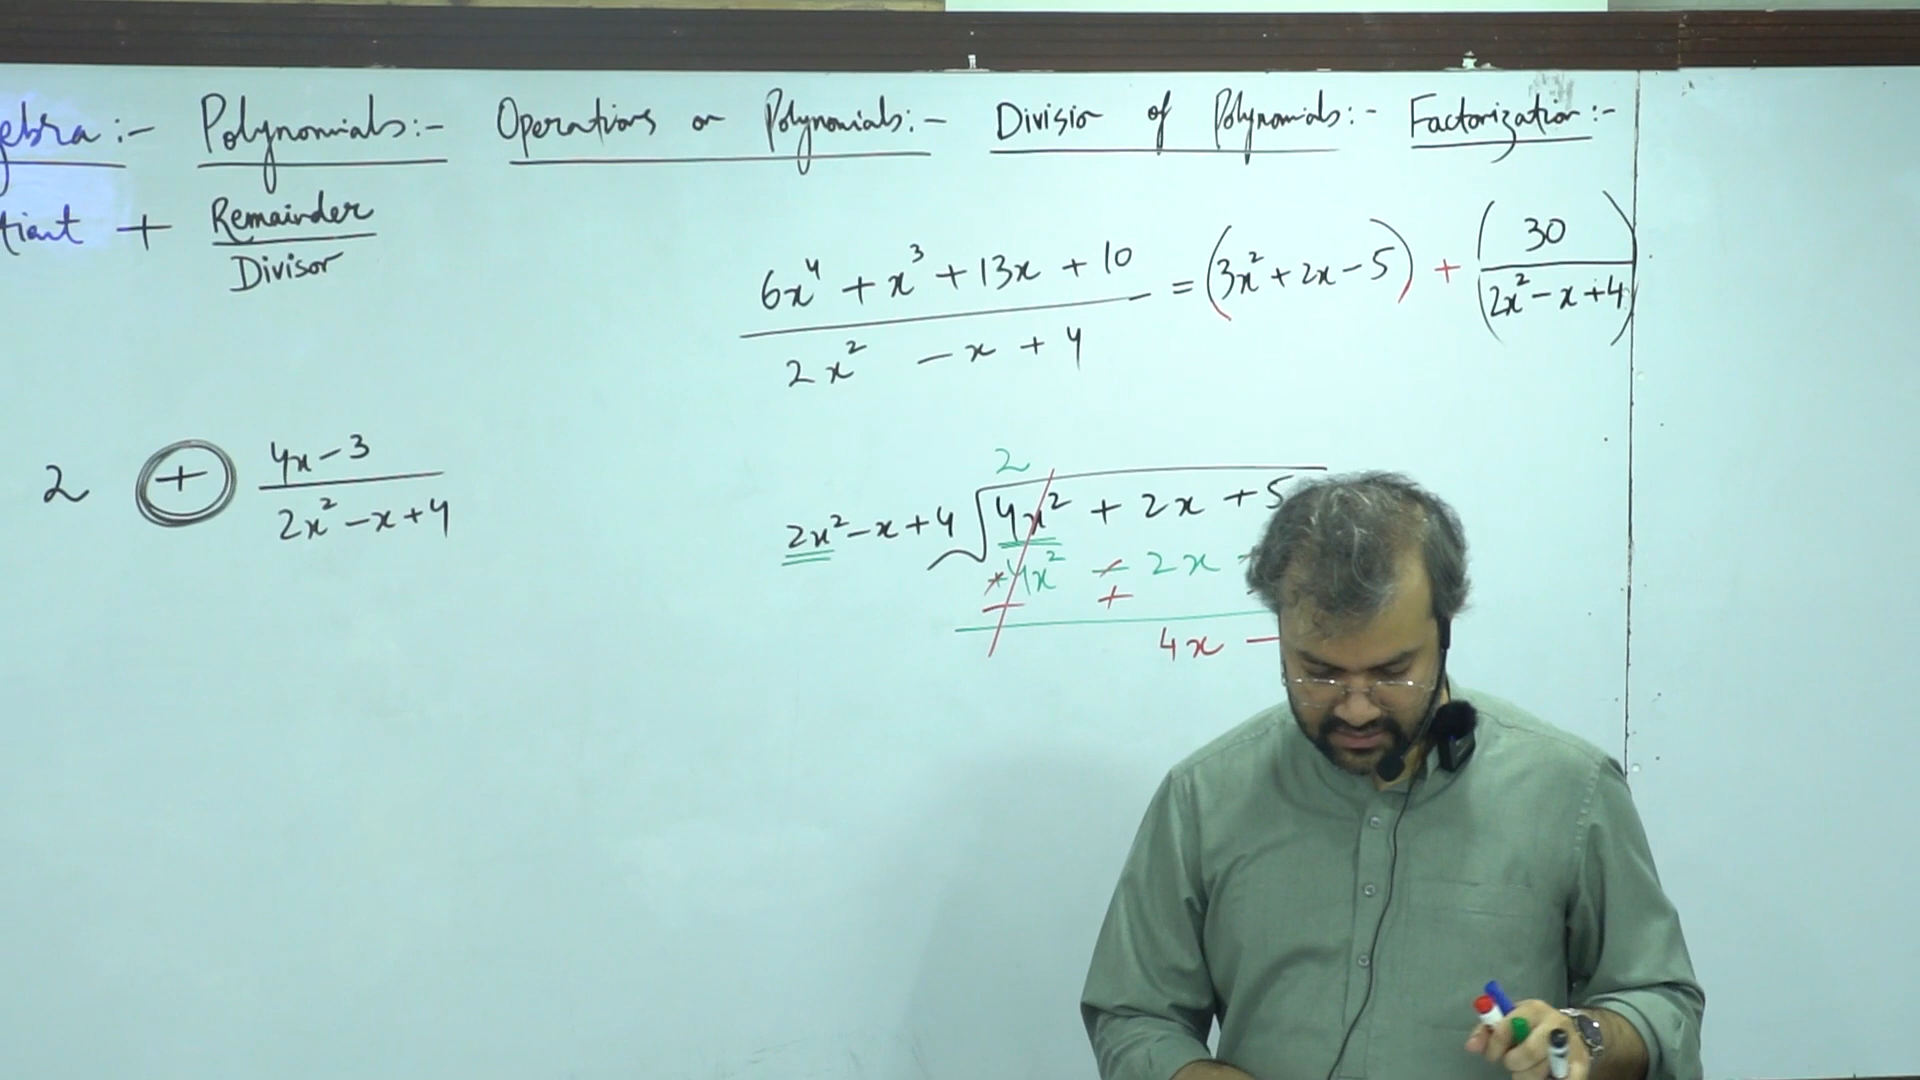 ebra:- Polynomials:- Operations on Polynomials:- Division of Polynomials:- Factorization:-
tient + Remainder / Divisor
(6x⁴ + x³ + 13x + 10) / (2x² - x + 4) = (3x² + 2x - 5) + (30 / (2x² - x + 4))
2 + (4x - 3) / (2x² - x + 4)
2
2x² - x + 4 √ 4x² + 2x + 5
+4x² - 2x
- +
4x -